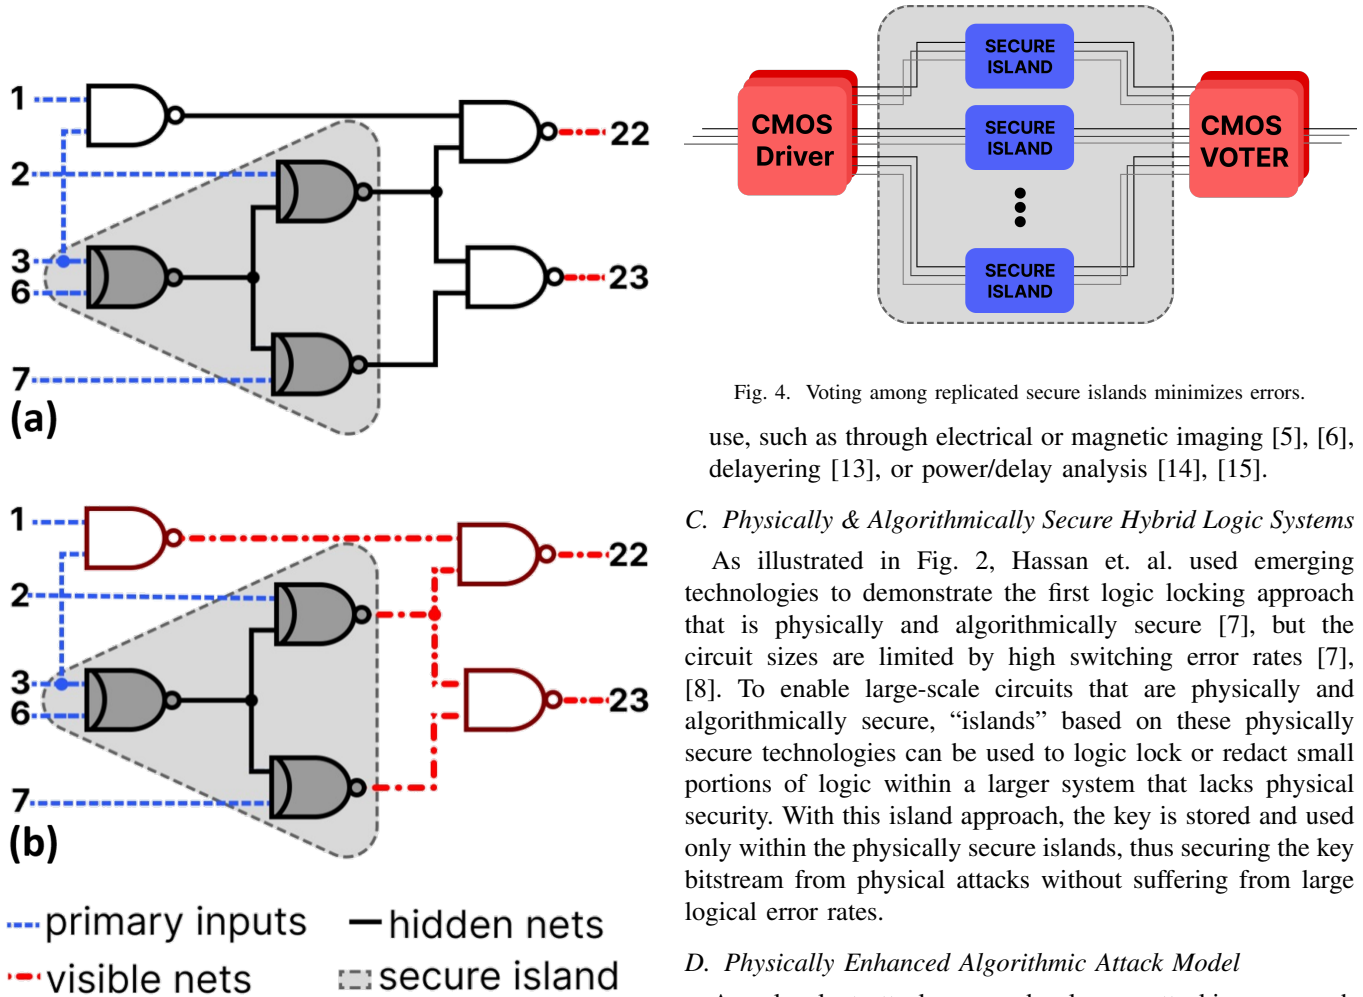 1
2
3
6
7
22
23
(a)
1
2
3
6
7
22
23
(b)
primary inputs
hidden nets
visible nets
secure island
CMOS
Driver
SECURE
ISLAND
SECURE
ISLAND
SECURE
ISLAND
CMOS
VOTER
Fig. 4. Voting among replicated secure islands minimizes errors.
use, such as through electrical or magnetic imaging [5], [6],
delayering [13], or power/delay analysis [14], [15].
C. Physically & Algorithmically Secure Hybrid Logic Systems
As illustrated in Fig. 2, Hassan et. al. used emerging
technologies to demonstrate the first logic locking approach
that is physically and algorithmically secure [7], but the
circuit sizes are limited by high switching error rates [7],
[8]. To enable large-scale circuits that are physically and
algorithmically secure, “islands” based on these physically
secure technologies can be used to logic lock or redact small
portions of logic within a larger system that lacks physical
security. With this island approach, the key is stored and used
only within the physically secure islands, thus securing the key
bitstream from physical attacks without suffering from large
logical error rates.
D. Physically Enhanced Algorithmic Attack Model